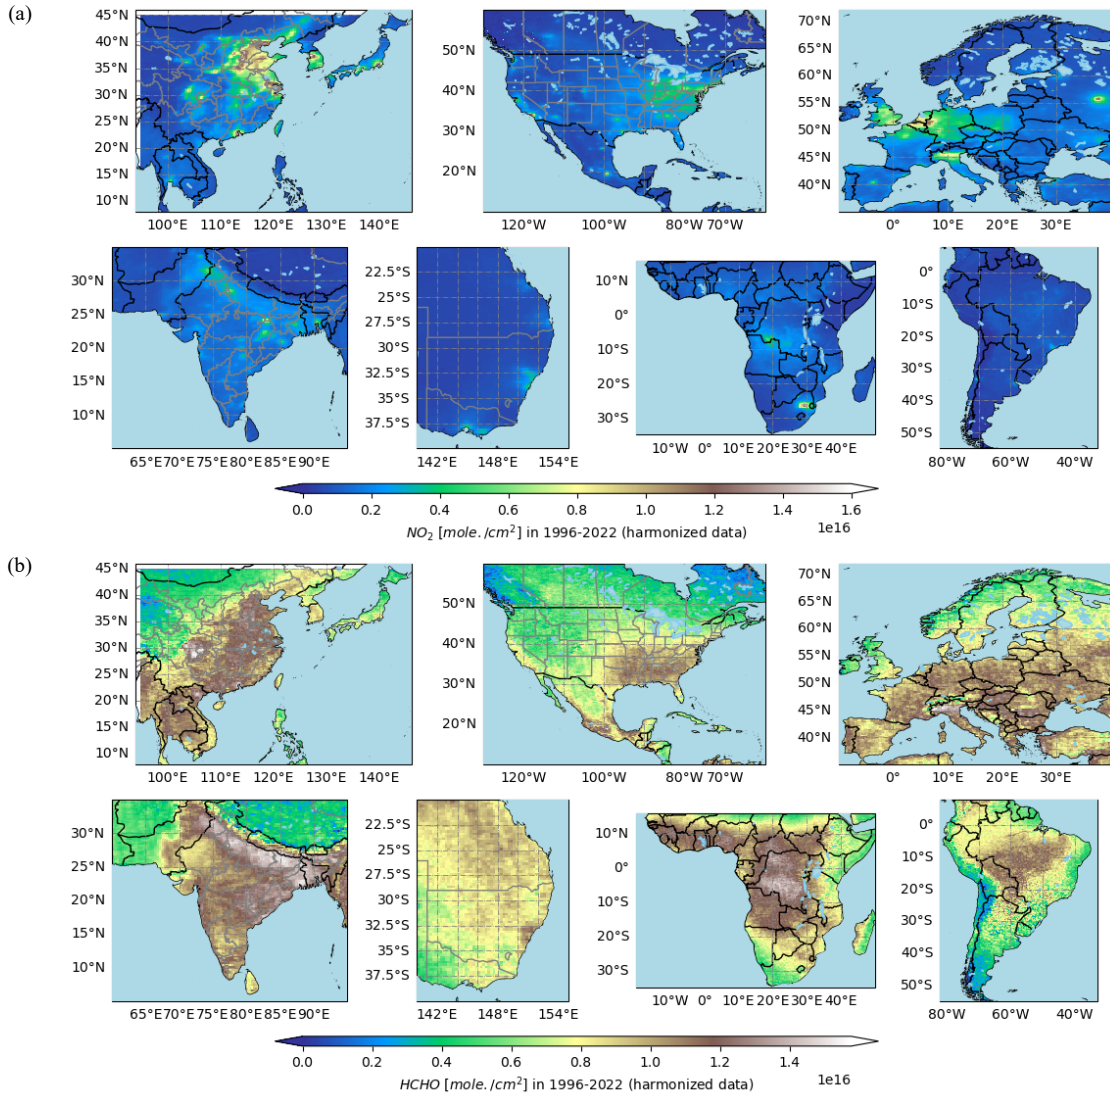 (a)
45°N
40°N
35°N
30°N
25°N
20°N
15°N
10°N
100°E 110°E 120°E 130°E 140°E
50°N
40°N
30°N
20°N
120°W 100°W 80°W 70°W
70°N
65°N
60°N
55°N
50°N
45°N
40°N
0° 10°E 20°E 30°E
30°N
25°N
20°N
15°N
10°N
65°E 70°E 75°E 80°E 85°E 90°E
22.5°S
25°S
27.5°S
30°S
32.5°S
35°S
37.5°S
142°E 148°E 154°E
10°N
0°
10°S
20°S
30°S
10°W 0° 10°E 20°E 30°E 40°E
0°
10°S
20°S
30°S
40°S
50°S
80°W 60°W 40°W
0.0 0.2 0.4 0.6 0.8 1.0 1.2 1.4 1.6
1e16
NO₂ [mole./cm²] in 1996-2022 (harmonized data)
(b)
45°N
40°N
35°N
30°N
25°N
20°N
15°N
10°N
100°E 110°E 120°E 130°E 140°E
50°N
40°N
30°N
20°N
120°W 100°W 80°W 70°W
70°N
65°N
60°N
55°N
50°N
45°N
40°N
0° 10°E 20°E 30°E
30°N
25°N
20°N
15°N
10°N
65°E 70°E 75°E 80°E 85°E 90°E
22.5°S
25°S
27.5°S
30°S
32.5°S
35°S
37.5°S
142°E 148°E 154°E
10°N
0°
10°S
20°S
30°S
10°W 0° 10°E 20°E 30°E 40°E
0°
10°S
20°S
30°S
40°S
50°S
80°W 60°W 40°W
0.0 0.2 0.4 0.6 0.8 1.0 1.2 1.4
1e16
HCHO [mole./cm²] in 1996-2022 (harmonized data)